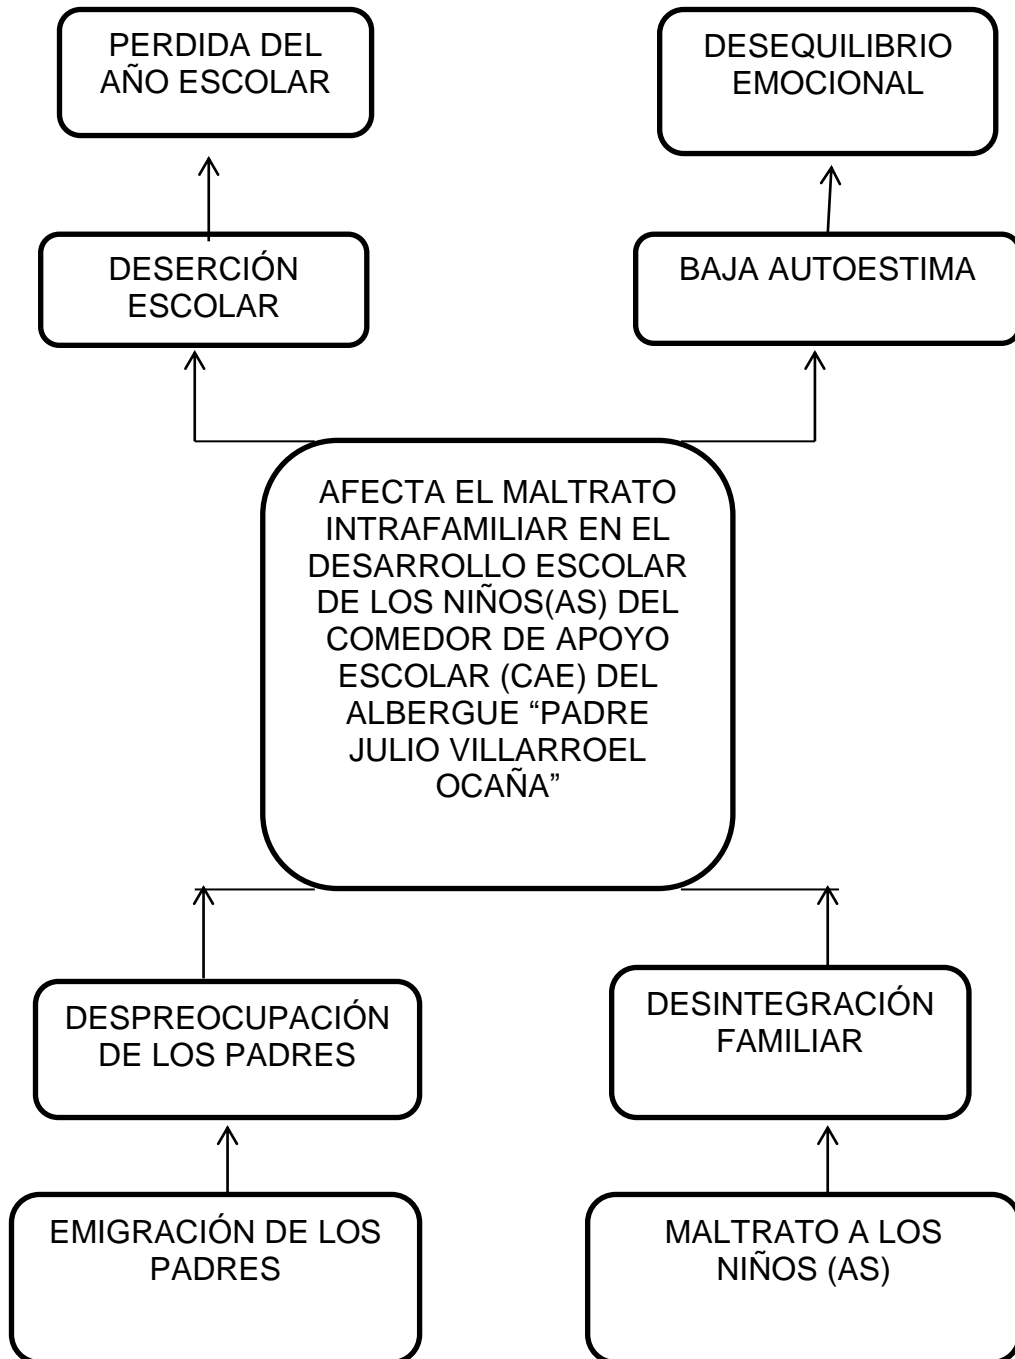 PERDIDA DEL
AÑO ESCOLAR
DESEQUILIBRIO
EMOCIONAL
DESERCIÓN
ESCOLAR
BAJA AUTOESTIMA
AFECTA EL MALTRATO
INTRAFAMILIAR EN EL
DESARROLLO ESCOLAR
DE LOS NIÑOS(AS) DEL
COMEDOR DE APOYO
ESCOLAR (CAE) DEL
ALBERGUE “PADRE
JULIO VILLARROEL
OCAÑA”
DESPREOCUPACIÓN
DE LOS PADRES
DESINTEGRACIÓN
FAMILIAR
EMIGRACIÓN DE LOS
PADRES
MALTRATO A LOS
NIÑOS (AS)